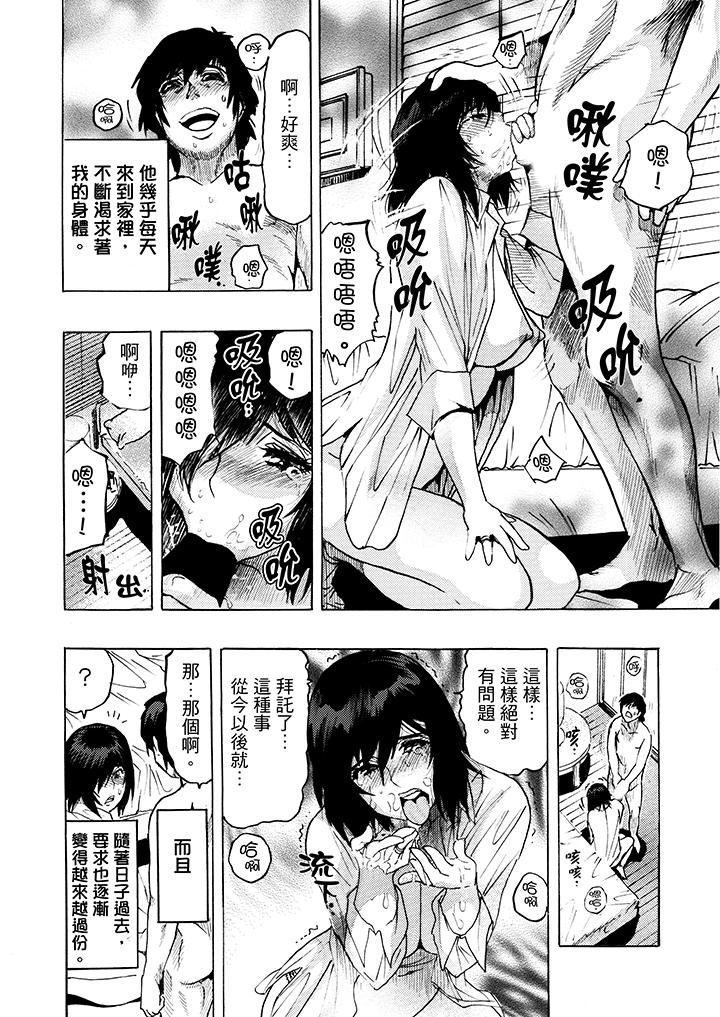 嗯…
啾
噗
嗯！
吸
吮
吸
吮
嗯唔唔唔。
嗯
啊…好爽…
呼…
哈
啊
咕
啾
啾
噗
嗯
他幾乎每天
來到家裡，
不斷渴求著
我的身體。
嗯！
吸
吮…
嗯嗯嗯嗯
吸
吮
啊咿…
嗯…！
射出
呼
咳
咳
咳
這樣…
這樣絕對
有問題。
拜託了…
這種事
從今以後就…
哈
啊
哈
啊
流
下…
那…那個啊。
？
而且
隨著日子過去，
要求也逐漸
變得越來越過份。